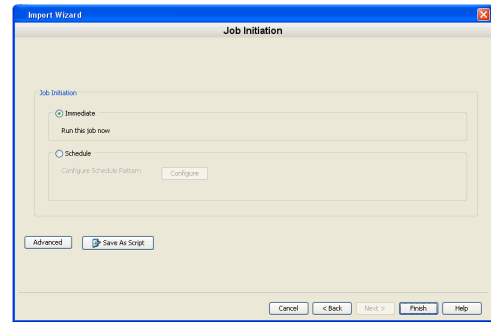 Import Wizard
Job Initiation
Job Initiation
Immediate
Run this job now
Schedule
Configure Schedule Pattern Configure
Advanced Save As Script
Cancel < Back Next > Finish Help